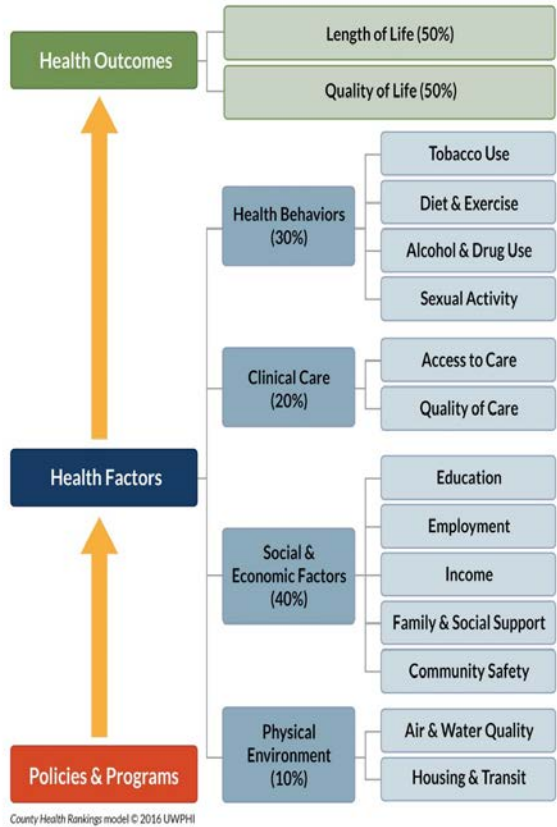 Health Outcomes
Length of Life (50%)
Quality of Life (50%)
Health Factors
Health Behaviors
(30%)
Tobacco Use
Diet & Exercise
Alcohol & Drug Use
Sexual Activity
Clinical Care
(20%)
Access to Care
Quality of Care
Social &
Economic Factors
(40%)
Education
Employment
Income
Family & Social Support
Community Safety
Physical
Environment
(10%)
Air & Water Quality
Housing & Transit
Policies & Programs
County Health Rankings model © 2016 UWPHI